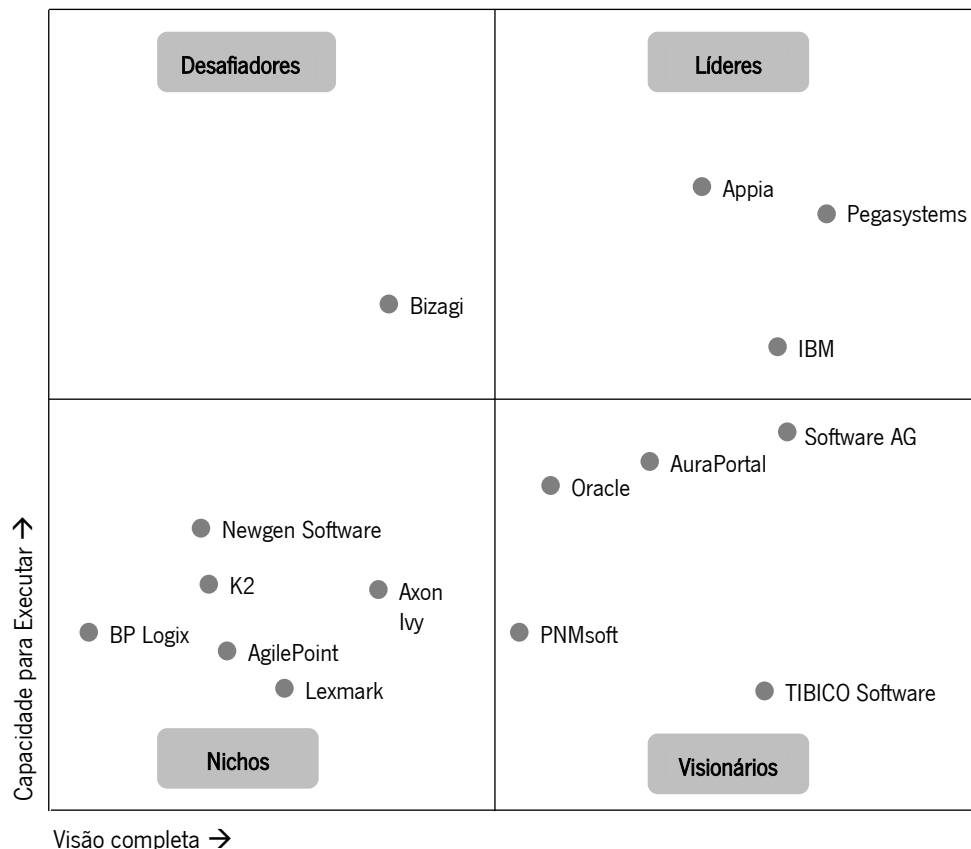 Desafiadores
Líderes
Appia
Pegasystems
Bizagi
IBM
Software AG
AuraPortal
Oracle
Newgen Software
K2
Axon
Ivy
BP Logix
AgilePoint
Lexmark
PNMsoft
TIBICO Software
Nichos
Visionários
Capacidade para Executar →
Visão completa →